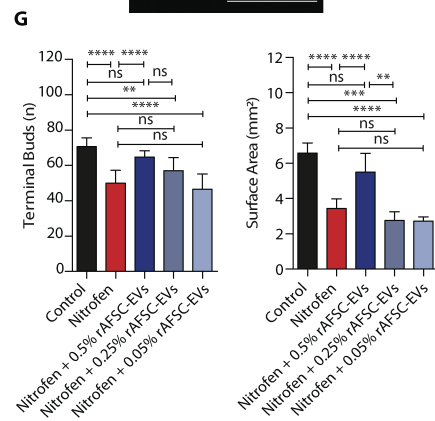 G
Terminal Buds (n)
120
100
80
60
40
20
0
**** ****
ns ns
**
****
ns
ns
Control
Nitrofen
Nitrofen + 0.5% rAFSC-EVs
Nitrofen + 0.25% rAFSC-EVs
Nitrofen + 0.05% rAFSC-EVs
Surface Area (mm²)
12
10
8
6
4
2
0
**** ****
ns **
***
****
ns
ns
Control
Nitrofen
Nitrofen + 0.5% rAFSC-EVs
Nitrofen + 0.25% rAFSC-EVs
Nitrofen + 0.05% rAFSC-EVs